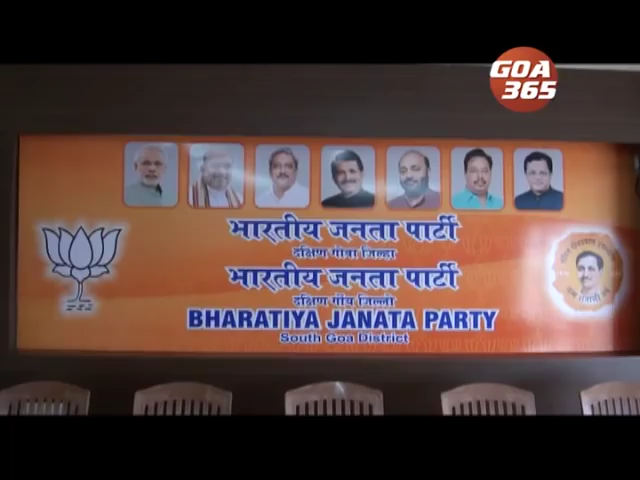 GOA
365
भारतीय जनता पार्टी
दक्षिण गोवा जिल्हा
भारतीय जनता पार्टी
दक्षिण गोंय जिल्लो
BHARATIYA JANATA PARTY
South Goa District